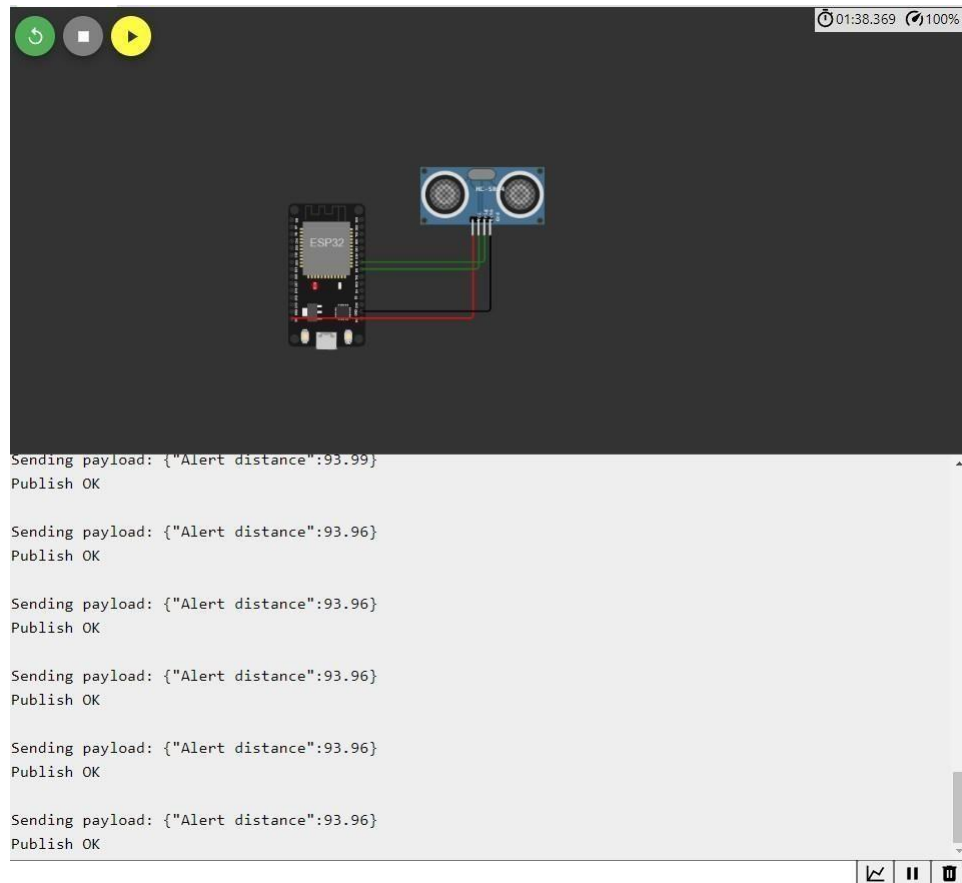 01:38.369 100%
ESP32
Sending payload: {"Alert distance":93.99}
Publish OK
Sending payload: {"Alert distance":93.96}
Publish OK
Sending payload: {"Alert distance":93.96}
Publish OK
Sending payload: {"Alert distance":93.96}
Publish OK
Sending payload: {"Alert distance":93.96}
Publish OK
Sending payload: {"Alert distance":93.96}
Publish OK